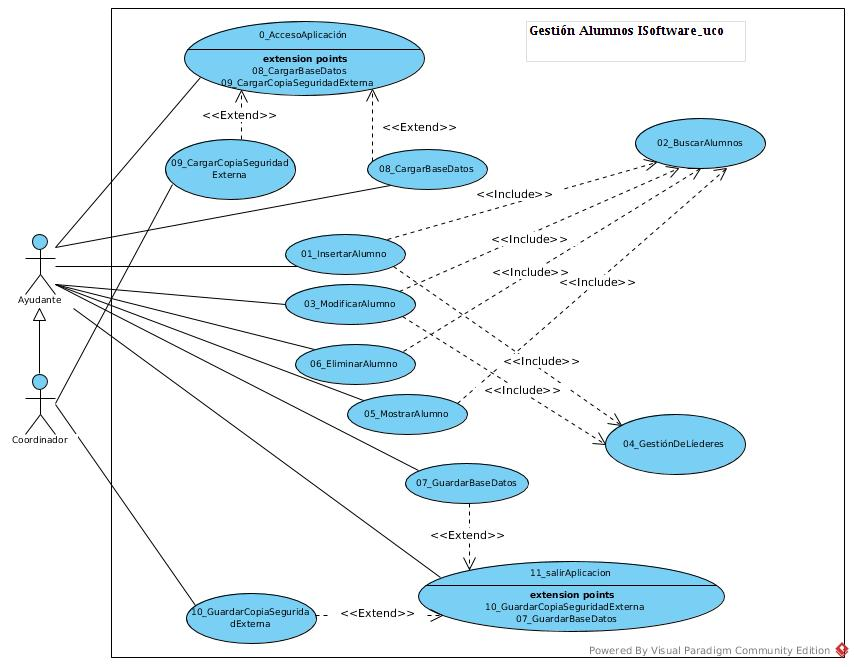 Gestión Alumnos ISoftware_uco
0_AccesoAplicación
extension points
08_CargarBaseDatos
09_CargarCopiaSeguridadExterna
<<Extend>>
<<Extend>>
02_BuscarAlumnos
09_CargarCopiaSeguridad
Externa
08_CargarBaseDatos
<<Include>>
<<Include>>
01_InsertarAlumno
<<Include>>
<<Include>>
Ayudante
03_ModificarAlumno
06_EliminarAlumno
<<Include>>
<<Include>>
05_MostrarAlumno
Coordinador
04_GestiónDeLiederes
07_GuardarBaseDatos
<<Extend>>
11_salirAplicacion
extension points
10_GuardarCopiaSeguridadExterna
07_GuardarBaseDatos
10_GuardarCopiaSegurida
dExterna
<<Extend>>
Powered By Visual Paradigm Community Edition